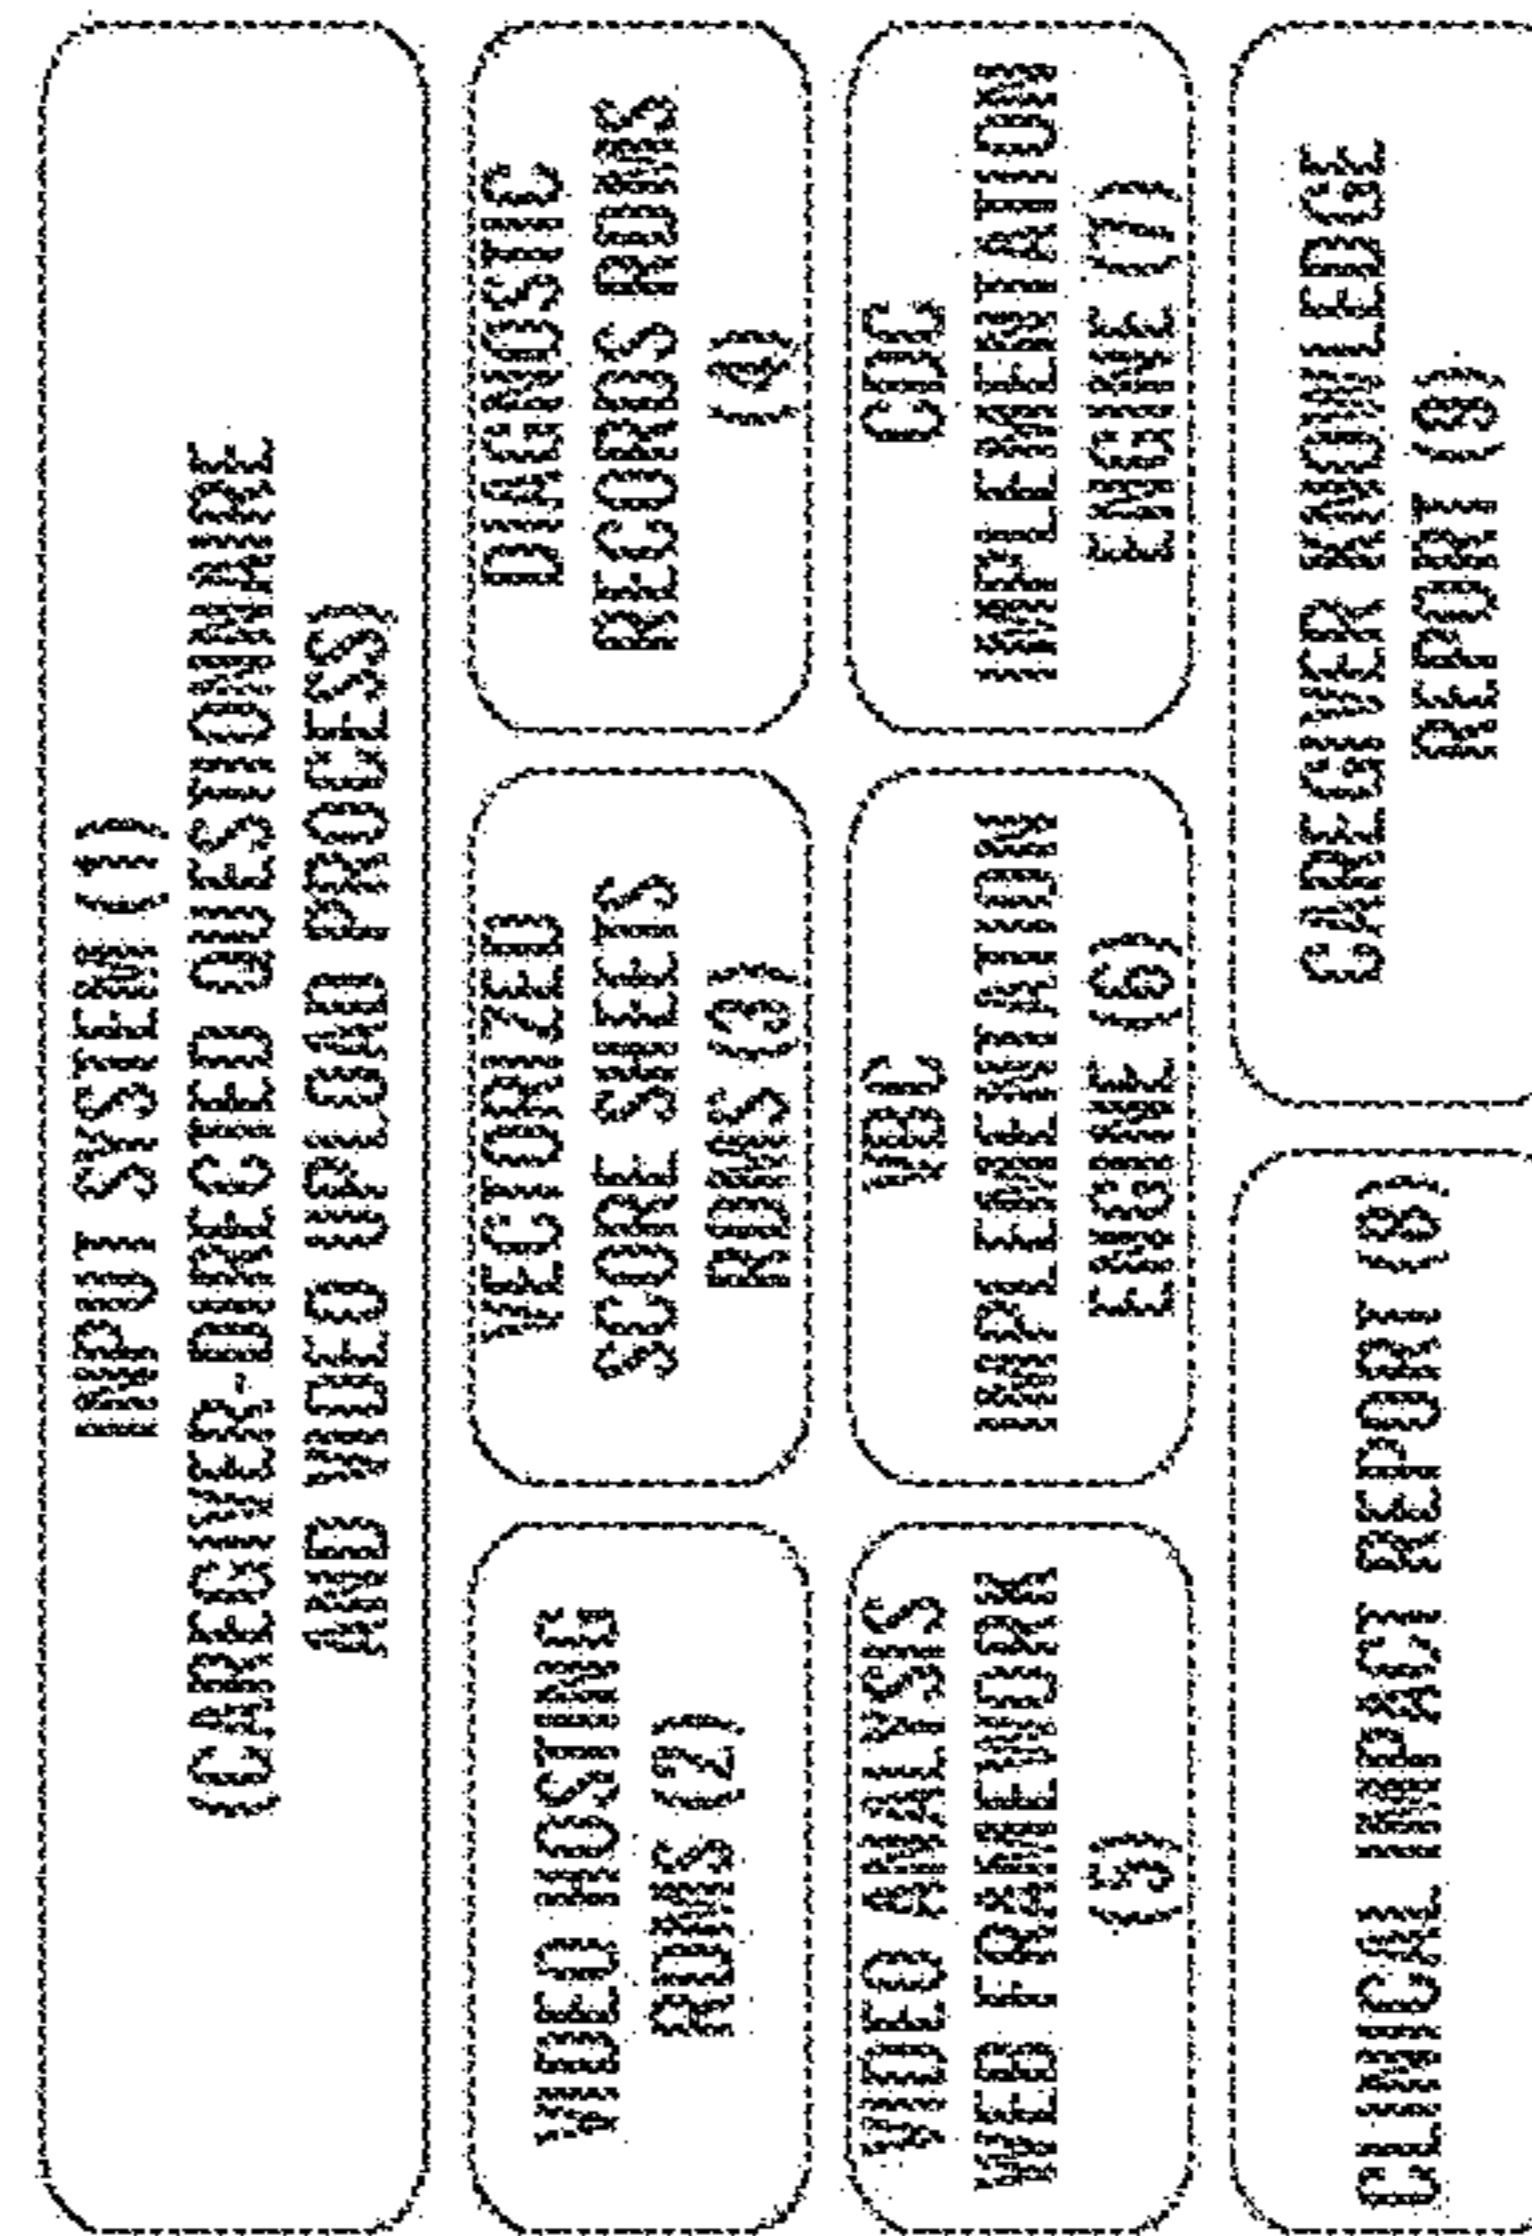 INPUT SYSTEM (1)
(CAREGIVER-DIRECTED QUESTIONNAIRE
AND VIDEO UPLOAD PROCESS)
VIDEO HOSTING
RDMS (2)
VECTORIZED
SCORE SHEETS
RDMS (3)
DIAGNOSTIC
RECORDS RDMS
(4)
VIDEO ANALYSIS
WEB FRAMEWORK
(5)
VBC
IMPLEMENTATION
ENGINE (6)
CDC
IMPLEMENTATION
ENGINE (7)
CLINICAL IMPACT REPORT (8)
CAREGIVER KNOWLEDGE
REPORT (9)